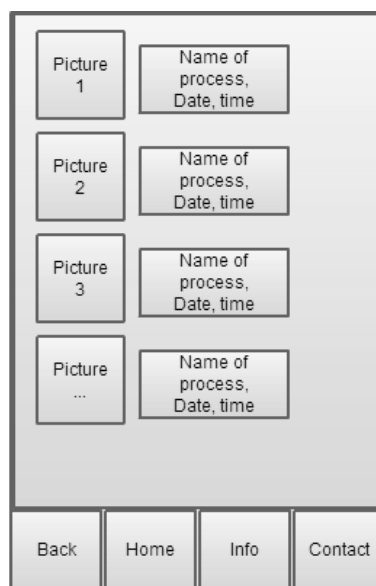 Picture
1
Name of
process,
Date, time
Picture
2
Name of
process,
Date, time
Picture
3
Name of
process,
Date, time
Picture
...
Name of
process,
Date, time
Back
Home
Info
Contact